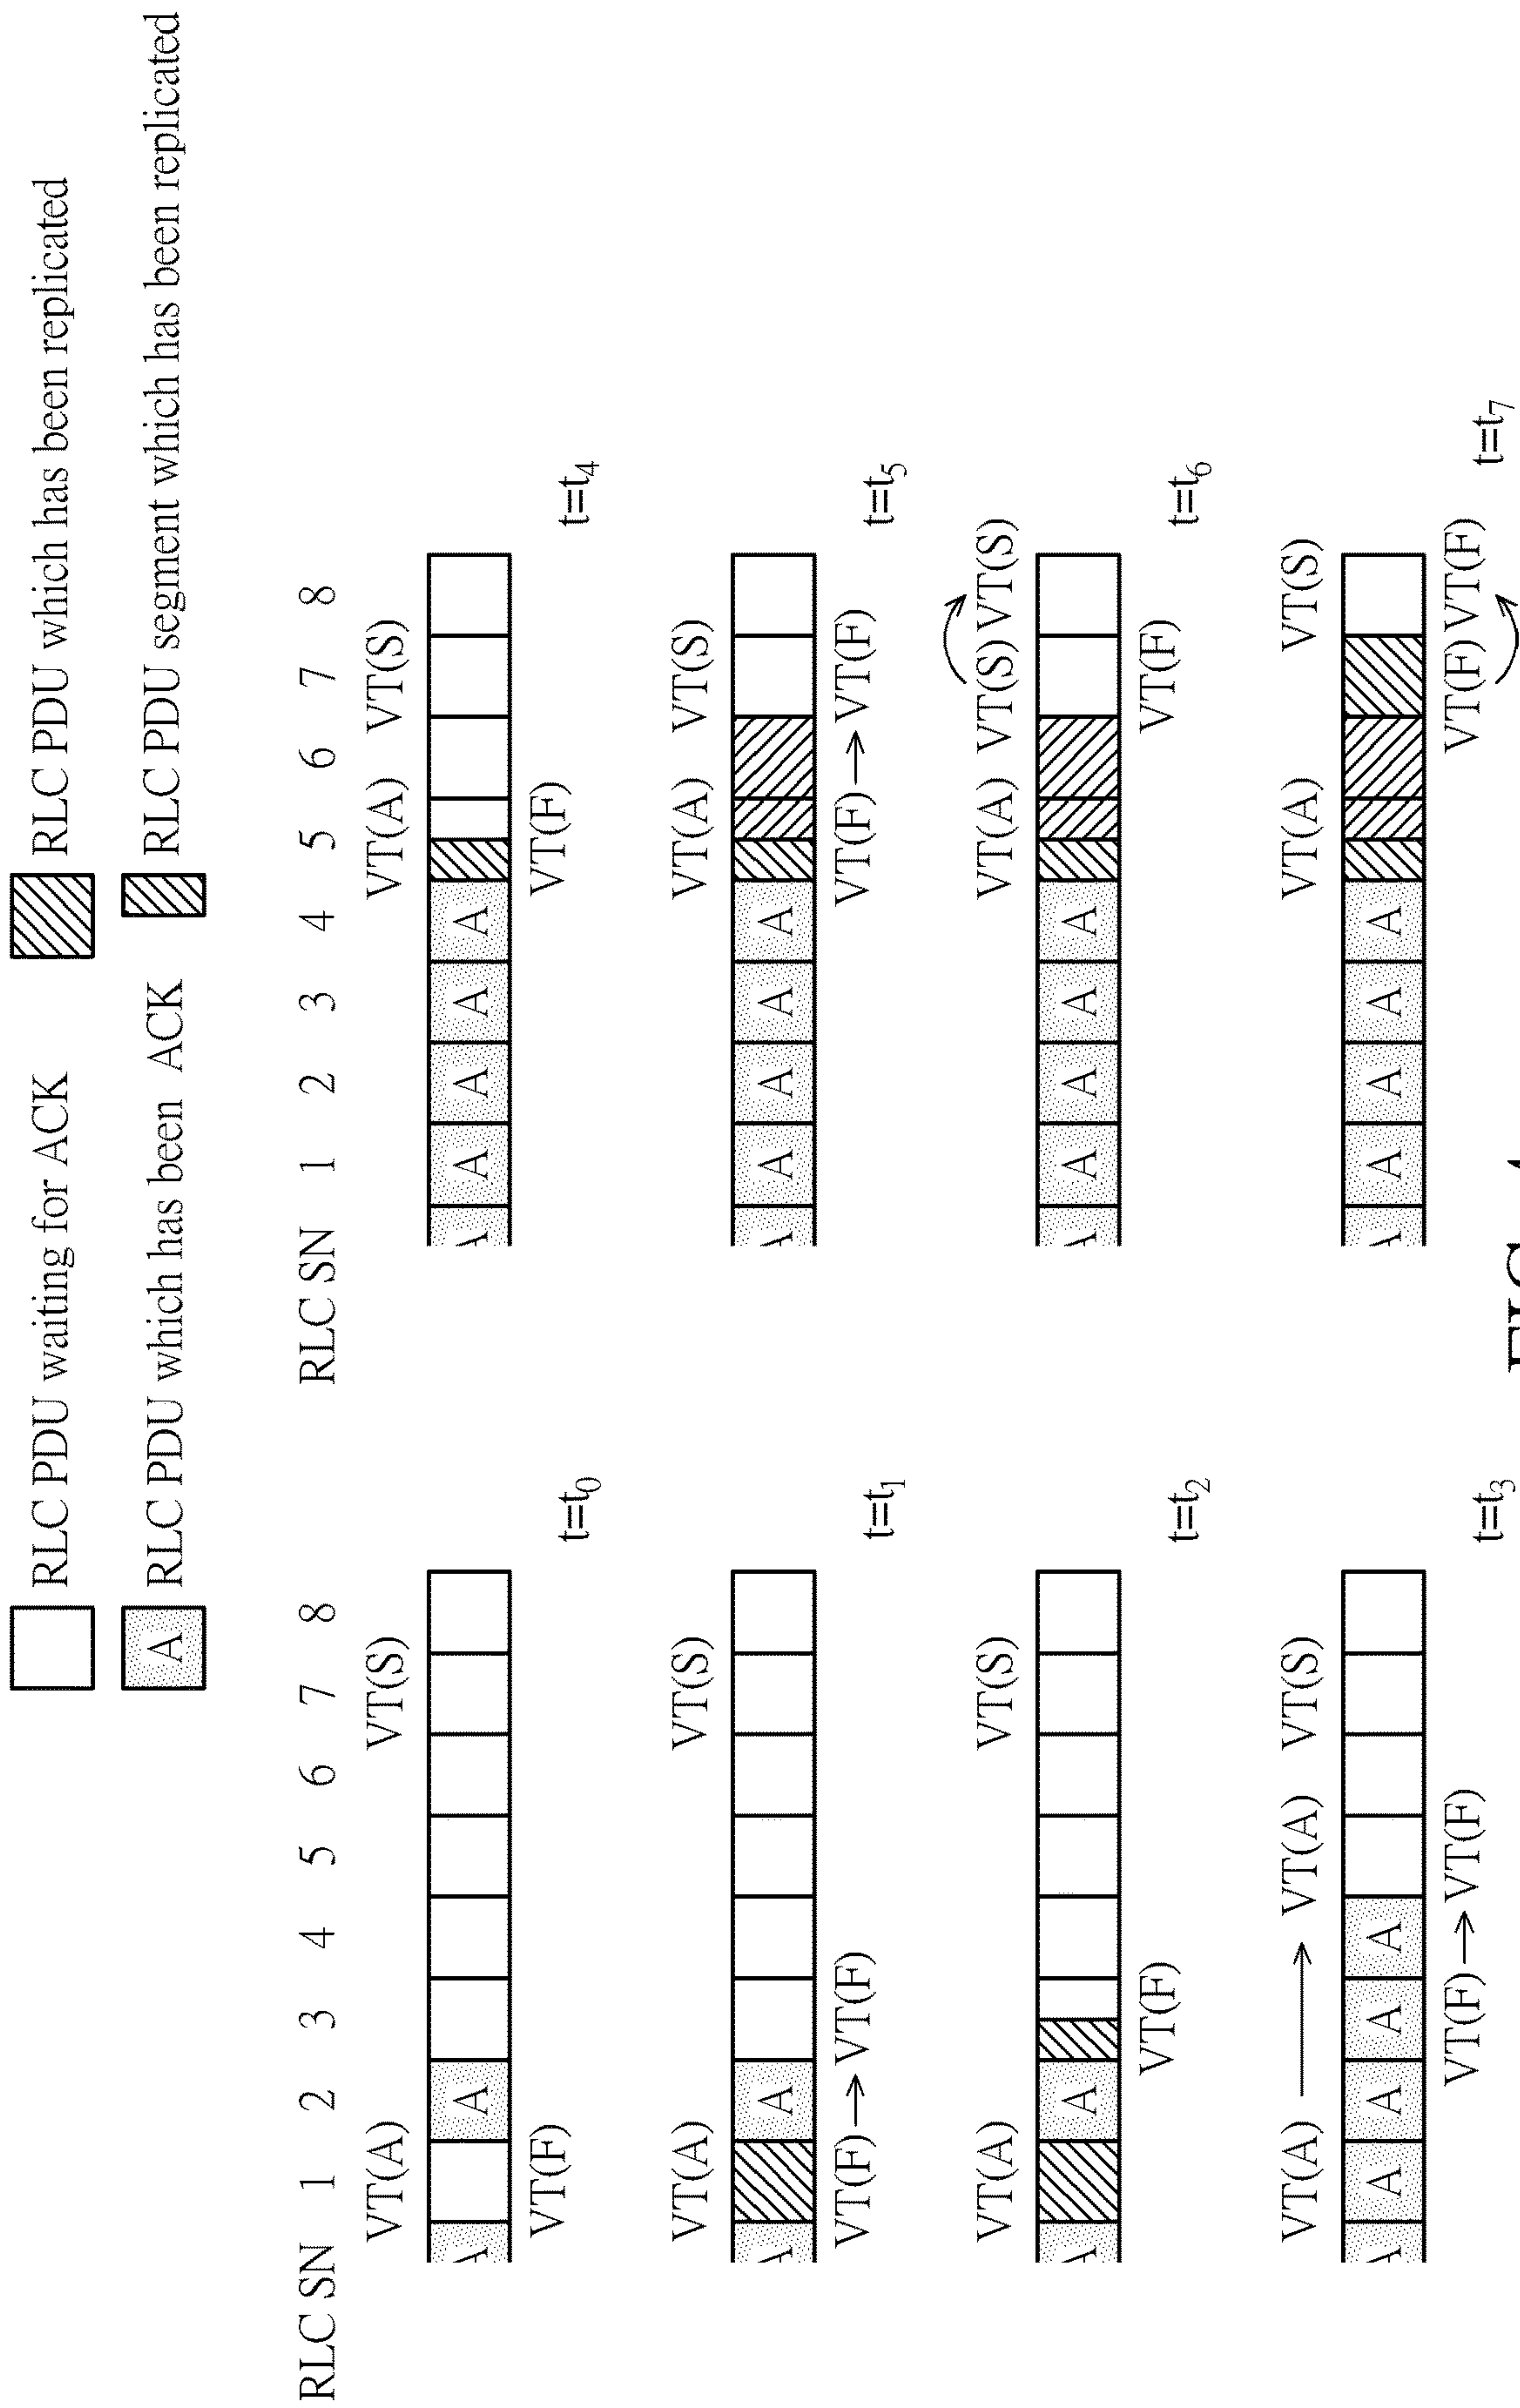 RLC PDU waiting for ACK
RLC PDU which has been replicated
A RLC PDU which has been ACK
RLC PDU segment which has been replicated
RLC SN 1 2 3 4 5 6 7 8
VT(A) VT(S)
A
VT(F)
t=t0
VT(A) VT(S)
A
VT(F) → VT(F)
t=t1
VT(A) VT(S)
A
VT(F)
t=t2
VT(A) → VT(A) VT(S)
A A A A
VT(F) → VT(F)
t=t3
RLC SN 1 2 3 4 5 6 7 8
VT(A) VT(S)
A A A A
VT(F)
t=t4
VT(A) VT(S)
A A A A
VT(F) → VT(F)
t=t5
VT(A) VT(S) VT(S)
A A A A
VT(F)
t=t6
VT(A) VT(S)
A A A A
VT(F) VT(F)
t=t7